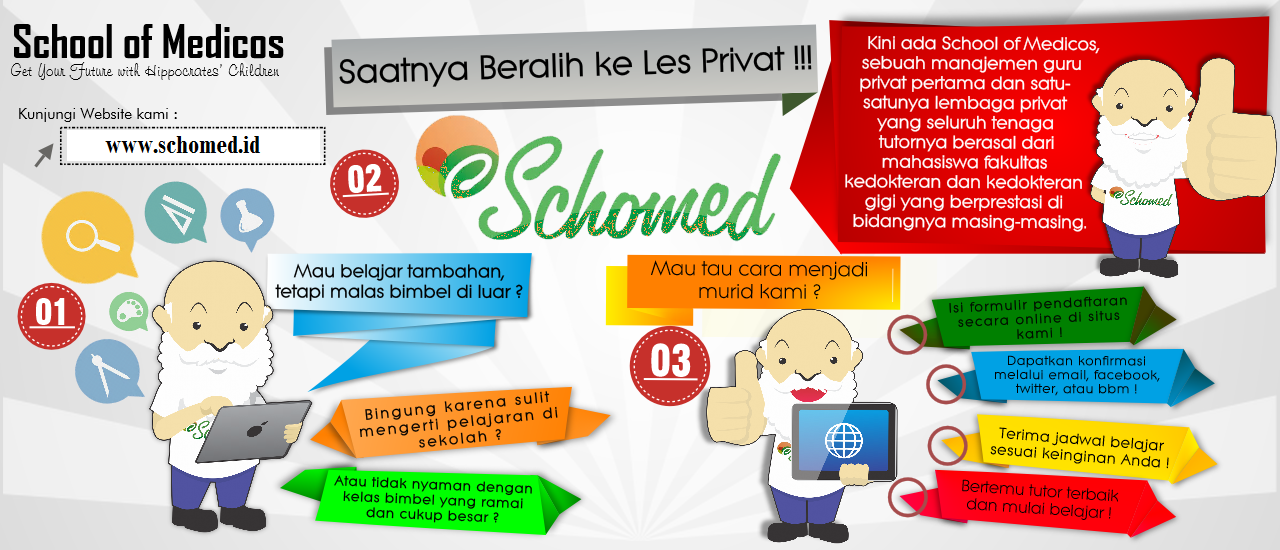 School of Medicos
Get Your Future with Hippocrates' Children
Kunjungi Website kami :
www.schomed.id
01
Mau belajar tambahan,
tetapi malas bimbel di luar ?
Bingung karena sulit
mengerti pelajaran di
sekolah ?
Atau tidak nyaman dengan
kelas bimbel yang ramai
dan cukup besar ?
Schomed
Saatnya Beralih ke Les Privat !!!
02
Schomed
Kini ada School of Medicos,
sebuah manajemen guru
privat pertama dan satu-
satunya lembaga privat
yang seluruh tenaga
tutornya berasal dari
mahasiswa fakultas
kedokteran dan kedokteran
gigi yang berprestasi di
bidangnya masing-masing.
Schomed
Mau tau cara menjadi
murid kami ?
03
Isi formulir pendaftaran
secara online di situs
kami !
Dapatkan konfirmasi
melalui email, facebook,
twitter, atau bbm !
Terima jadwal belajar
sesuai keinginan Anda !
Bertemu tutor terbaik
dan mulai belajar !